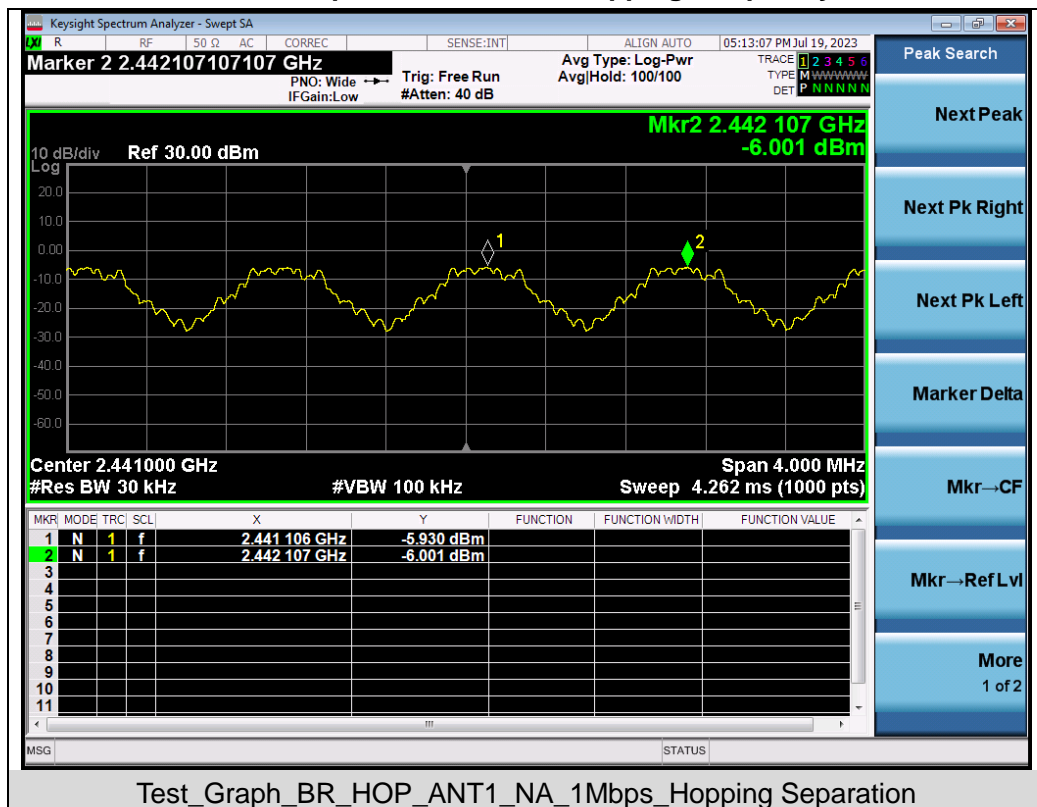 Keysight Spectrum Analyzer - Swept SA
LXI R RF 50 Ω AC CORREC SENSE:INT ALIGN AUTO 05:13:07 PM Jul 19, 2023
Marker 2 2.442107107107 GHz
PNO: Wide
IFGain:Low
Trig: Free Run
#Atten: 40 dB
Avg Type: Log-Pwr
Avg|Hold: 100/100
TRACE 1 2 3 4 5 6
TYPE M WWWWW
DET P N N N N N
Mkr2 2.442 107 GHz
-6.001 dBm
10 dB/div Ref 30.00 dBm
Log
20.0
10.0
0.00
-10.0
-20.0
-30.0
-40.0
-50.0
-60.0
1
2
Center 2.441000 GHz Span 4.000 MHz
#Res BW 30 kHz #VBW 100 kHz Sweep 4.262 ms (1000 pts)
MKR MODE TRC SCL X Y FUNCTION FUNCTION WIDTH FUNCTION VALUE
1 N 1 f 2.441 106 GHz -5.930 dBm
2 N 1 f 2.442 107 GHz -6.001 dBm
3
4
5
6
7
8
9
10
11
MSG STATUS
Peak Search
Next Peak
Next Pk Right
Next Pk Left
Marker Delta
Mkr→CF
Mkr→Ref Lvl
More
1 of 2
Test_Graph_BR_HOP_ANT1_NA_1Mbps_Hopping Separation